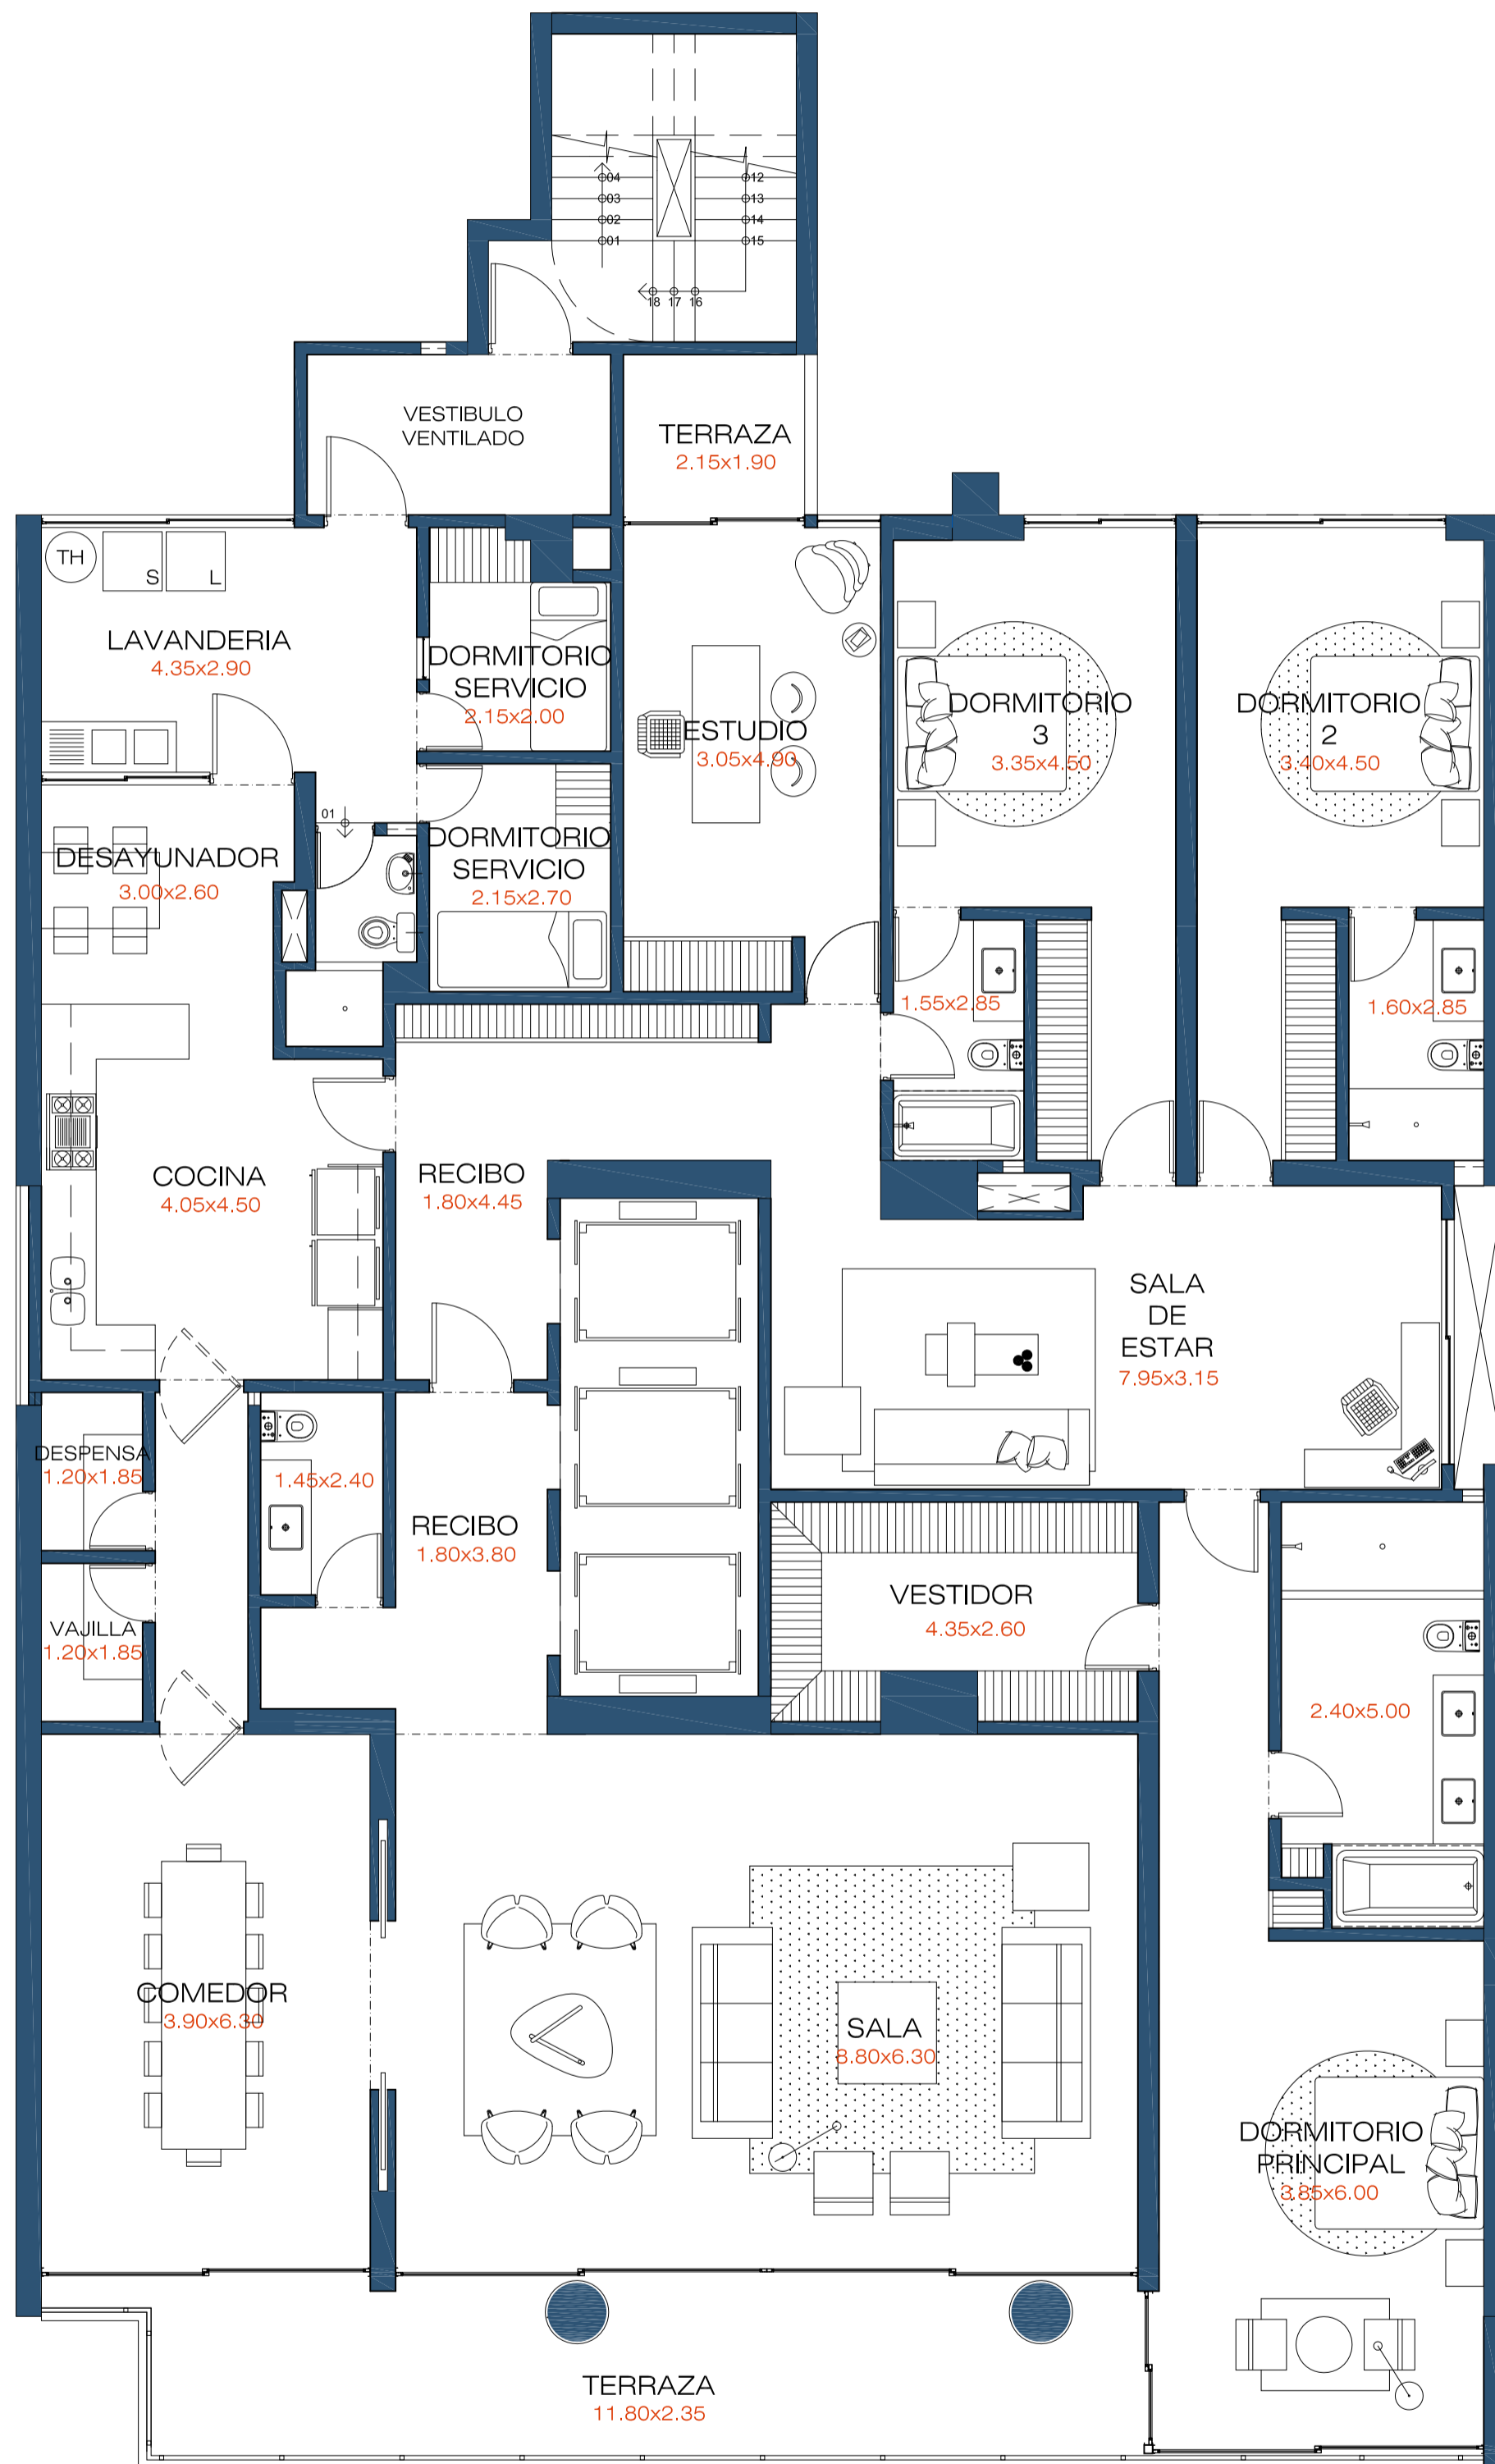 04
03
02
01
12
13
14
15
18 17 16
VESTIBULO
VENTILADO
TERRAZA
2.15x1.90
TH
S
L
LAVANDERIA
4.35x2.90
DORMITORIO
SERVICIO
2.15x2.00
ESTUDIO
3.05x4.90
DORMITORIO
3
3.35x4.50
DORMITORIO
2
3.40x4.50
01
DESAYUNADOR
3.00x2.60
DORMITORIO
SERVICIO
2.15x2.70
1.55x2.85
1.60x2.85
COCINA
4.05x4.50
RECIBO
1.80x4.45
SALA
DE
ESTAR
7.95x3.15
DESPENSA
1.20x1.85
1.45x2.40
RECIBO
1.80x3.80
VAJILLA
1.20x1.85
VESTIDOR
4.35x2.60
2.40x5.00
COMEDOR
3.90x6.30
SALA
8.80x6.30
DORMITORIO
PRINCIPAL
3.85x6.00
TERRAZA
11.80x2.35